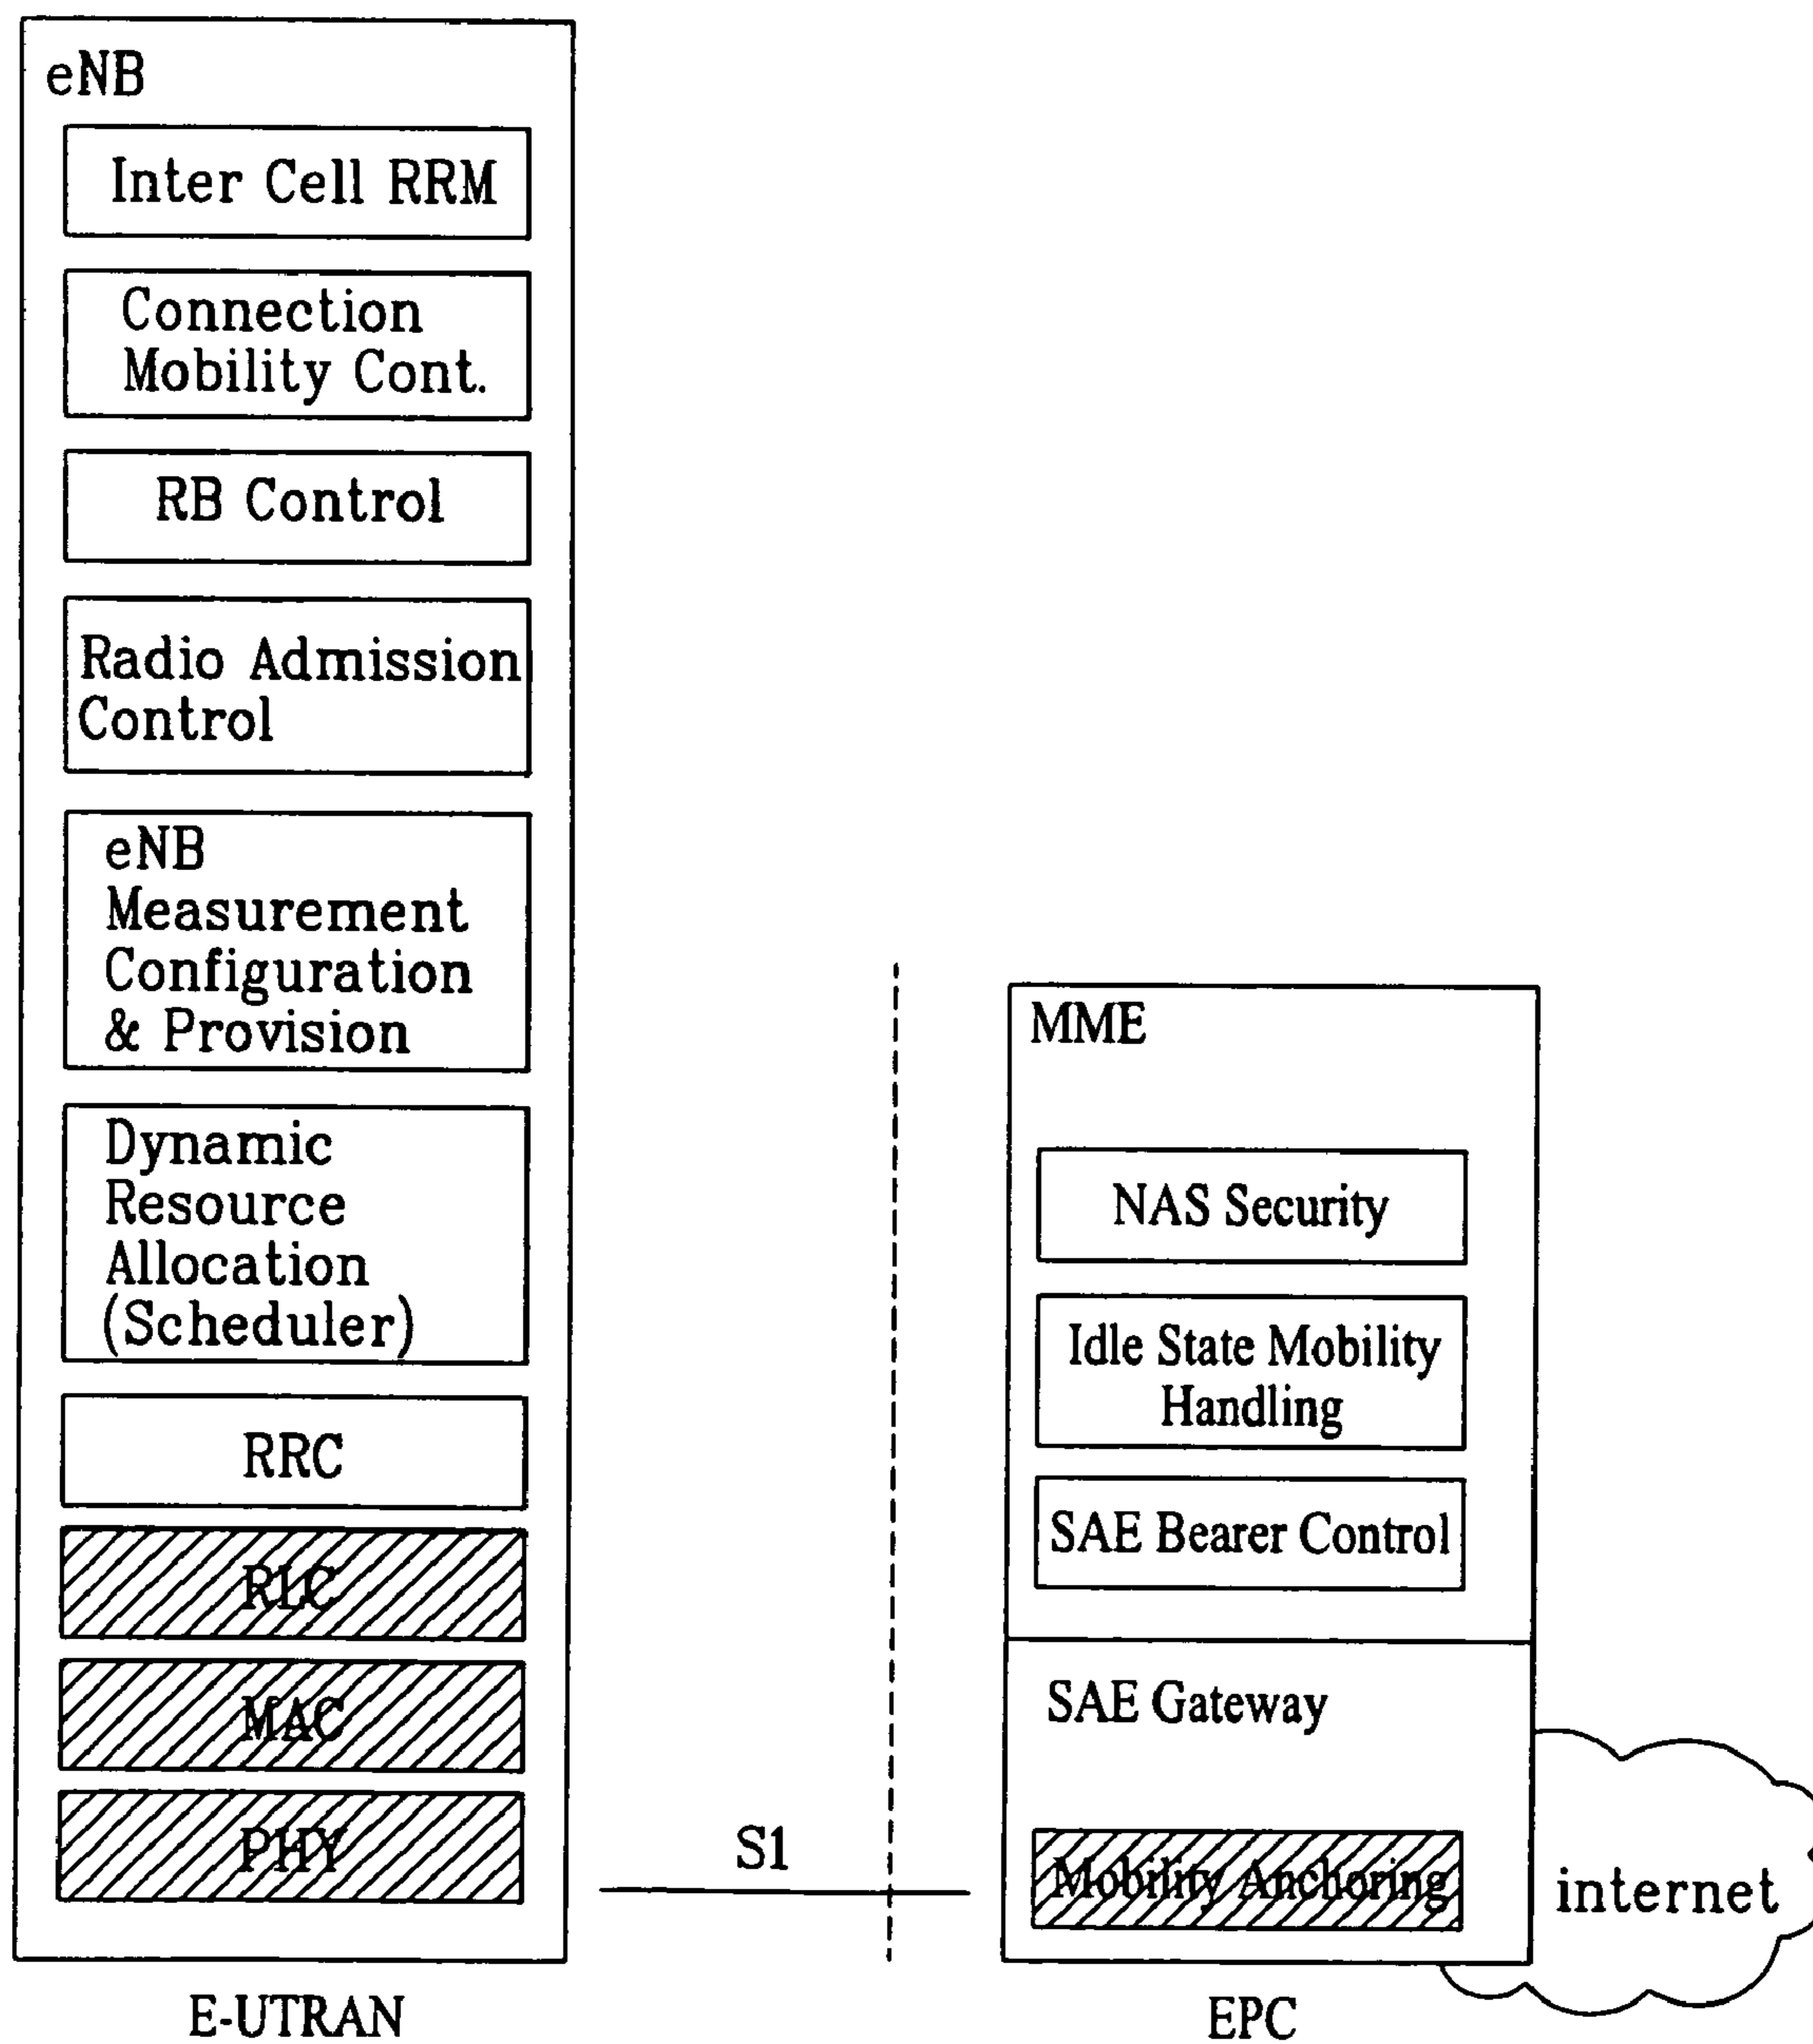 eNB
Inter Cell RRM
Connection
Mobility Cont.
RB Control
Radio Admission
Control
eNB
Measurement
Configuration
& Provision
Dynamic
Resource
Allocation
(Scheduler)
RRC
RLC
MAC
PHY
E-UTRAN
S1
MME
NAS Security
Idle State Mobility
Handling
SAE Bearer Control
SAE Gateway
Mobility Anchoring
EPC
internet